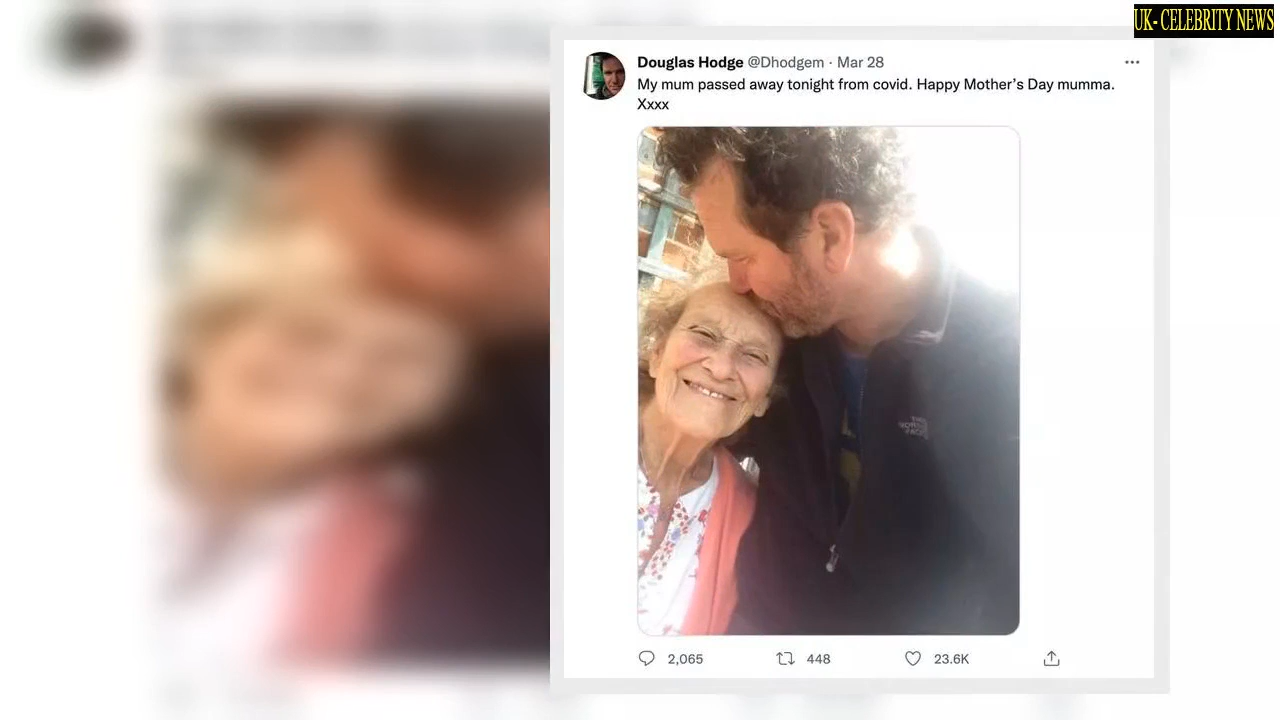 UK- CELEBRITY NEWS
Douglas Hodge @Dhodgem · Mar 28
My mum passed away tonight from covid. Happy Mother’s Day mumma.
Xxxx
2,065 448 23.6K